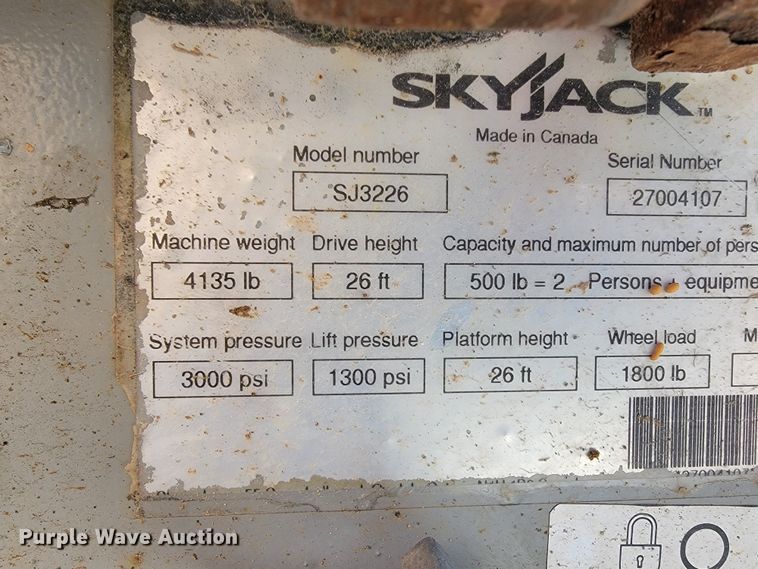 SKYJACK™
Made in Canada
Model number Serial Number
SJ3226 27004107
Machine weight Drive height Capacity and maximum number of pers
4135 lb 26 ft 500 lb = 2 Persons + equipme
System pressure Lift pressure Platform height Wheel load M
3000 psi 1300 psi 26 ft 1800 lb
Purple Wave Auction